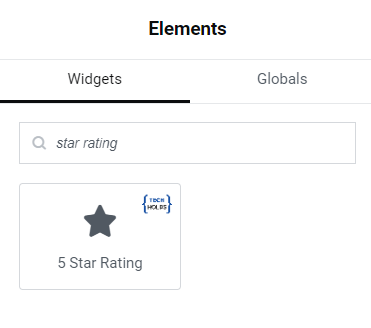 Elements
Widgets
Globals
star rating
TECH
HOLDS
5 Star Rating